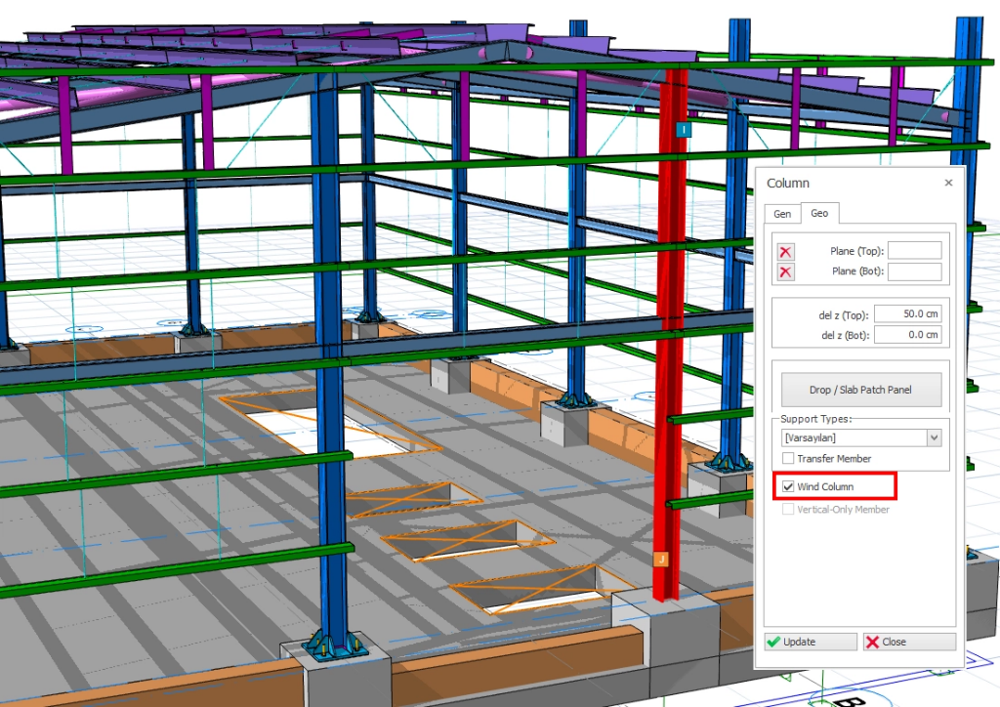 I
Column
Gen
Geo
Plane (Top):
Plane (Bot):
del z (Top): 50.0 cm
del z (Bot): 0.0 cm
Drop / Slab Patch Panel
Support Types:
[Varsayılan]
Transfer Member
Wind Column
Vertical-Only Member
J
Update
Close
B